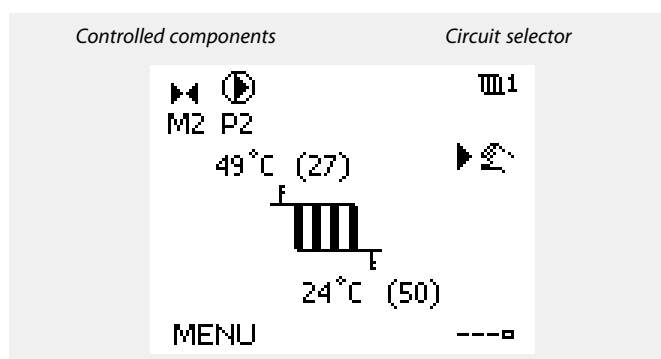 Controlled components Circuit selector
1
M2 P2
49°C (27)
24°C (50)
MENU